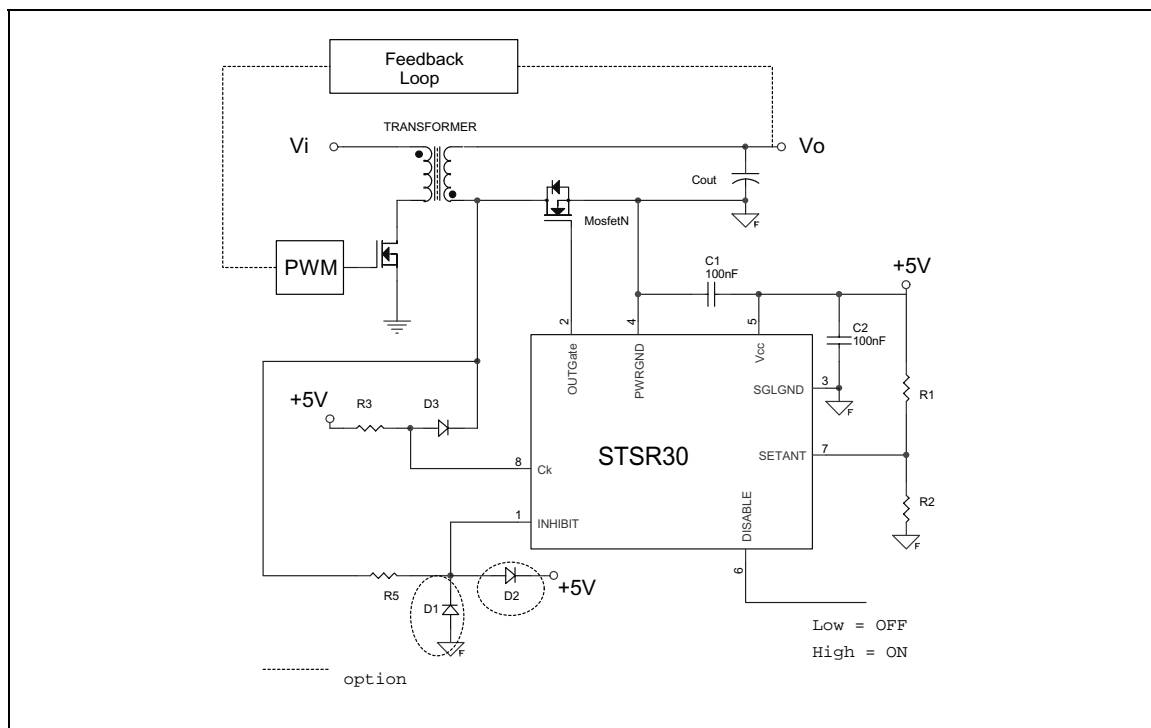 Feedback
Loop
TRANSFORMER
Vi
Vo
Cout
F
MosfetN
PWM
C1
100nF
+5V
2
4
5
C2
100nF
OUTGate
PWRGND
Vcc
SGLGND
3
F
R1
+5V
R3
D3
STSR30
SETANT
7
8
Ck
R2
DISABLE
1
INHIBIT
F
6
R5
D1
D2
+5V
F
Low = OFF
High = ON
option